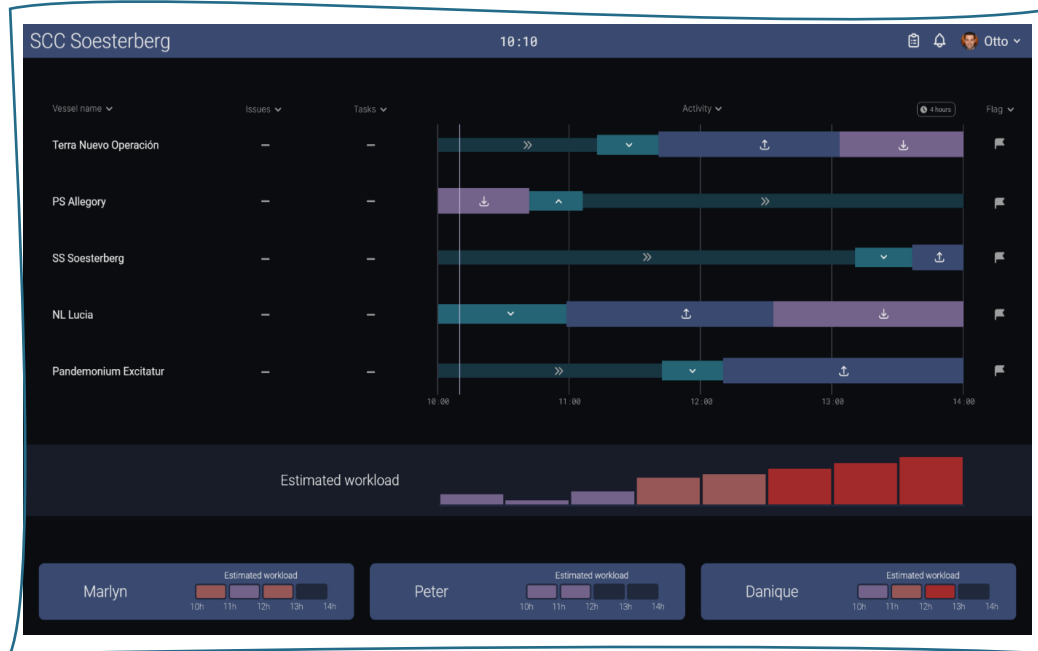 SCC Soesterberg 10:10 Otto
Vessel name Issues Tasks Activity 4 hours Flag
Terra Nuevo Operación – –
PS Allegory – –
SS Soesterberg – –
NL Lucia – –
Pandemonium Excitatur – –
10:00 11:00 12:00 13:00 14:00
Estimated workload
Marlyn
Estimated workload
10h 11h 12h 13h 14h
Peter
Estimated workload
10h 11h 12h 13h 14h
Danique
Estimated workload
10h 11h 12h 13h 14h